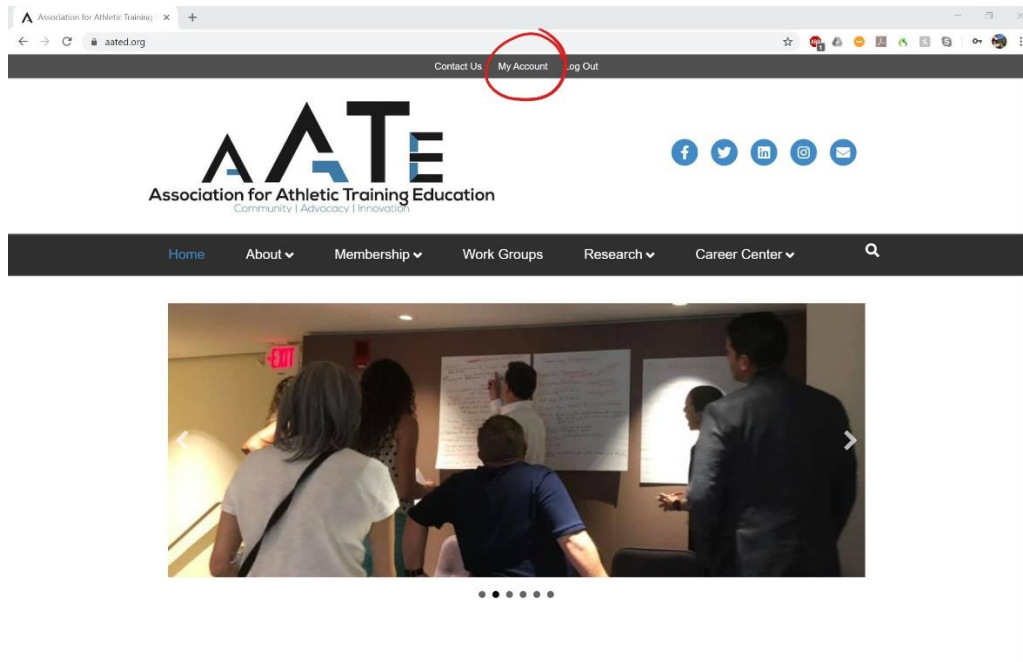 Association for Athletic Training
aated.org
Contact Us My Account Log Out
AATE
Association for Athletic Training Education
Community | Advocacy | Innovation
Home About Membership Work Groups Research Career Center
EXIT